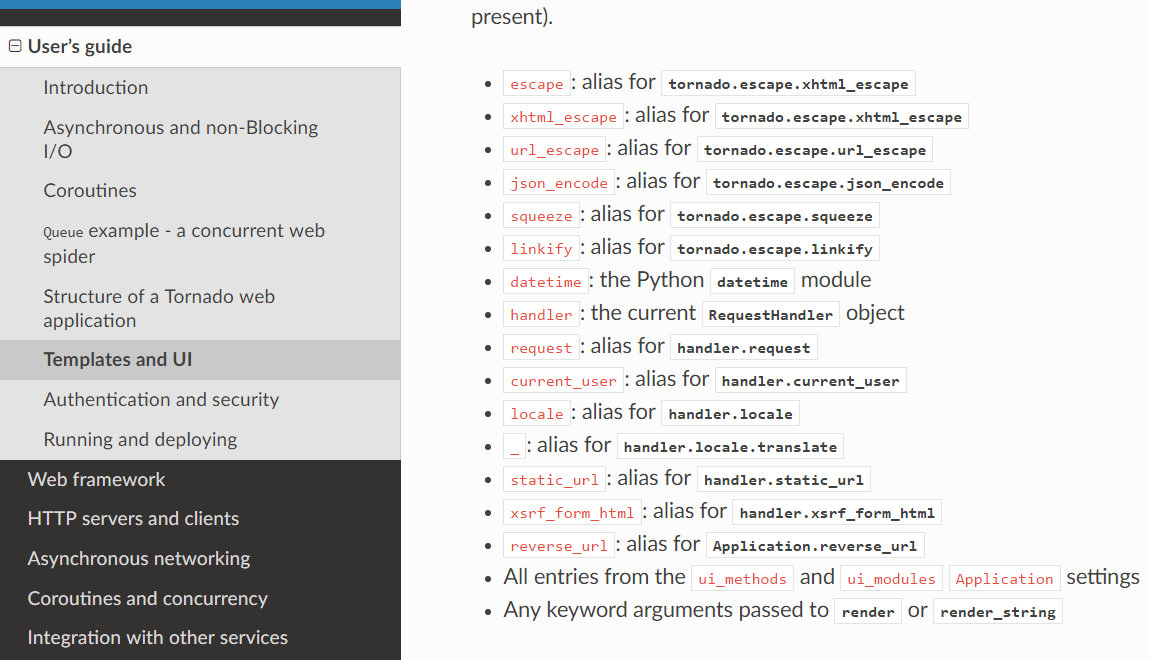 User's guide
Introduction
Asynchronous and non-Blocking
I/O
Coroutines
Queue example - a concurrent web
spider
Structure of a Tornado web
application
Templates and UI
Authentication and security
Running and deploying
Web framework
HTTP servers and clients
Asynchronous networking
Coroutines and concurrency
Integration with other services
present).
escape: alias for tornado.escape.xhtml_escape
xhtml_escape: alias for tornado.escape.xhtml_escape
url_escape: alias for tornado.escape.url_escape
json_encode: alias for tornado.escape.json_encode
squeeze: alias for tornado.escape.squeeze
linkify: alias for tornado.escape.linkify
datetime: the Python datetime module
handler: the current RequestHandler object
request: alias for handler.request
current_user: alias for handler.current_user
locale: alias for handler.locale
_: alias for handler.locale.translate
static_url: alias for handler.static_url
xsrf_form_html: alias for handler.xsrf_form_html
reverse_url: alias for Application.reverse_url
All entries from the ui_methods and ui_modules Application settings
Any keyword arguments passed to render or render_string